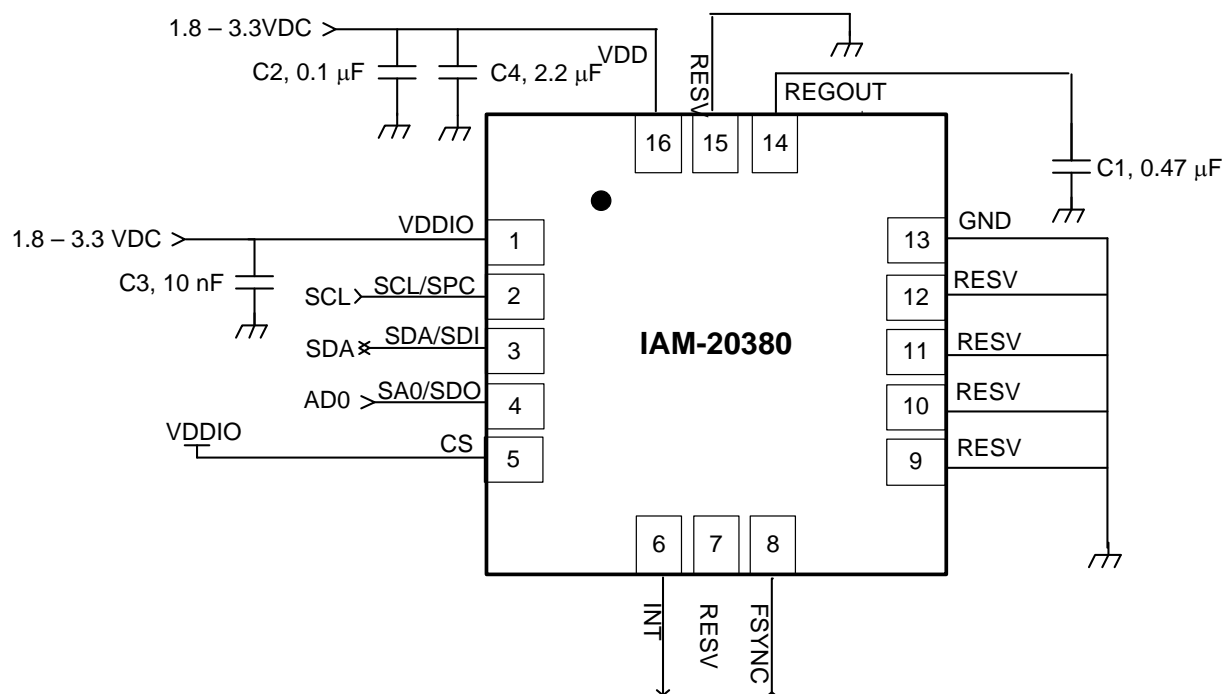 1.8 – 3.3VDC
C2, 0.1 μF
C4, 2.2 μF
VDD
RESV
REGOUT
C1, 0.47 μF
16
15
14
1.8 – 3.3 VDC
VDDIO
1
C3, 10 nF
SCL
SCL/SPC
2
SDA
SDA/SDI
3
AD0
SA0/SDO
4
VDDIO
CS
5
IAM-20380
13
GND
12
RESV
11
RESV
10
RESV
9
RESV
6
7
8
INT
RESV
FSYNC